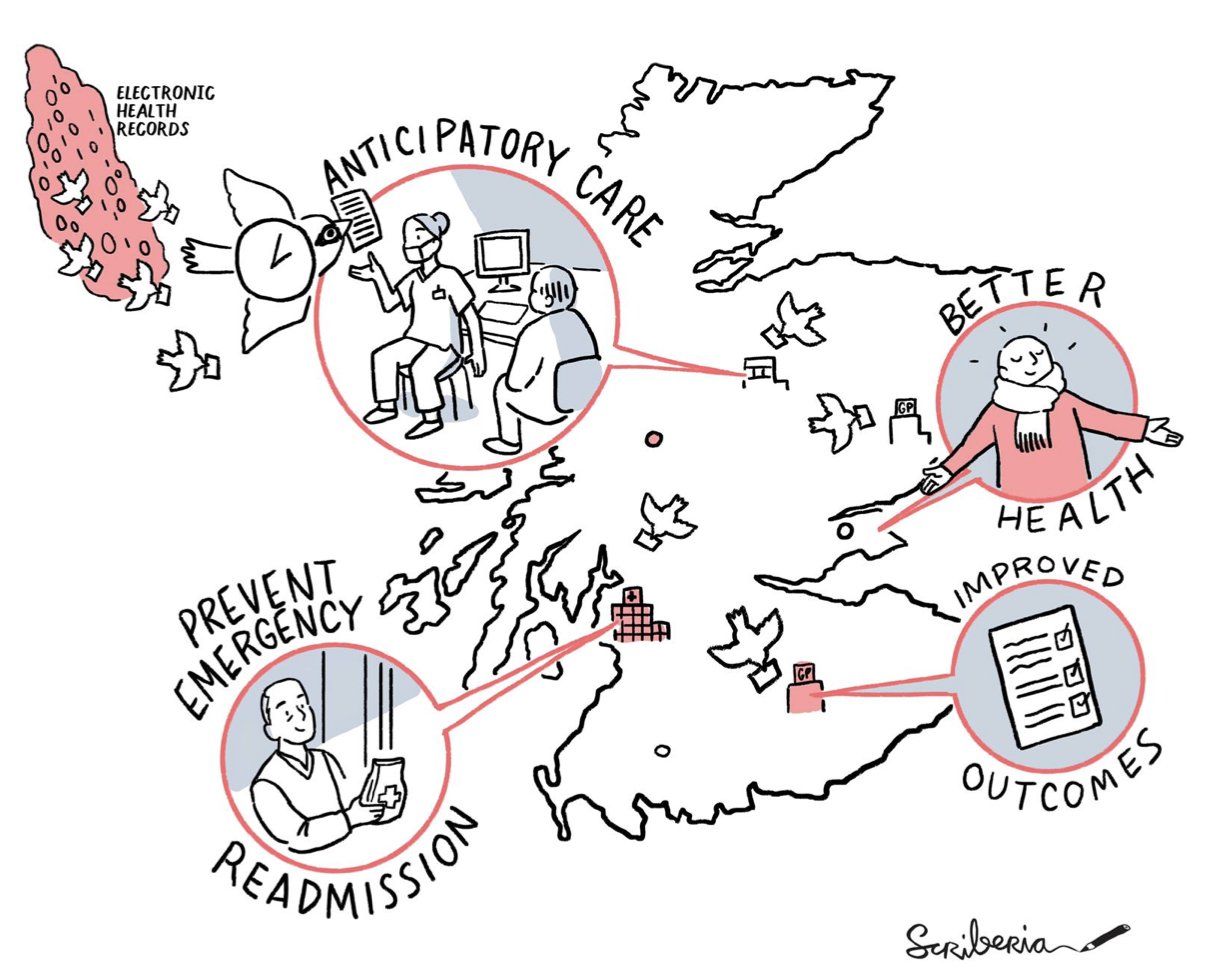 ELECTRONIC
HEALTH
RECORDS
ANTICIPATORY CARE
BETTER
HEALTH
GP
PREVENT
EMERGENCY
READMISSION
IMPROVED
OUTCOMES
GP
Scriberia